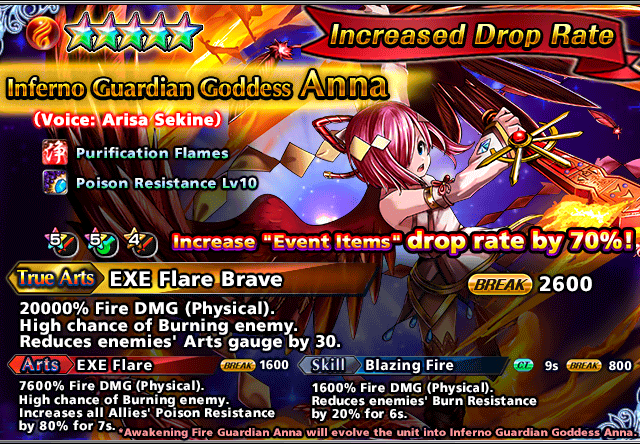 Increased Drop Rate
Inferno Guardian Goddess Anna
(Voice: Arisa Sekine)
浄 Purification Flames
Poison Resistance Lv10
5 5 4 Increase "Event Items" drop rate by 70%!
True Arts EXE Flare Brave BREAK 2600
20000% Fire DMG (Physical).
High chance of Burning enemy.
Reduces enemies' Arts gauge by 30.
Arts EXE Flare BREAK 1600
7600% Fire DMG (Physical).
High chance of Burning enemy.
Increases all Allies' Poison Resistance
by 80% for 7s.
Skill Blazing Fire CT 9s BREAK 800
1600% Fire DMG (Physical).
Reduces enemies' Burn Resistance
by 20% for 6s.
*Awakening Fire Guardian Anna will evolve the unit into Inferno Guardian Goddess Anna.